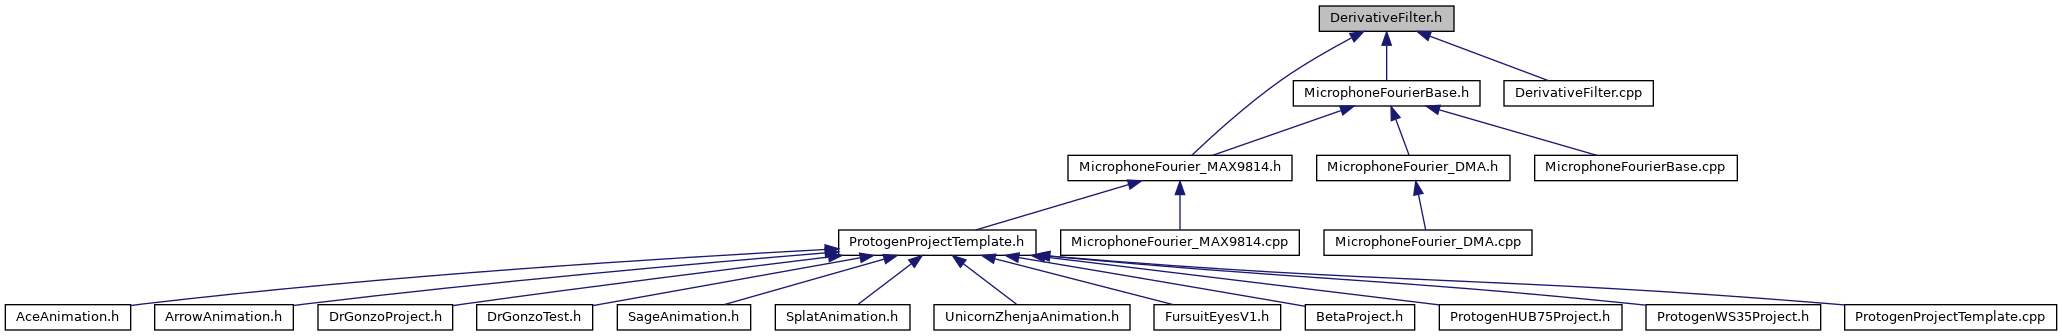 DerivativeFilter.h
MicrophoneFourierBase.h
DerivativeFilter.cpp
MicrophoneFourier_MAX9814.h
MicrophoneFourier_DMA.h
MicrophoneFourierBase.cpp
ProtogenProjectTemplate.h
MicrophoneFourier_MAX9814.cpp
MicrophoneFourier_DMA.cpp
AceAnimation.h
ArrowAnimation.h
DrGonzoProject.h
DrGonzoTest.h
SageAnimation.h
SplatAnimation.h
UnicornZhenjaAnimation.h
FursuitEyesV1.h
BetaProject.h
ProtogenHUB75Project.h
ProtogenWS35Project.h
ProtogenProjectTemplate.cpp